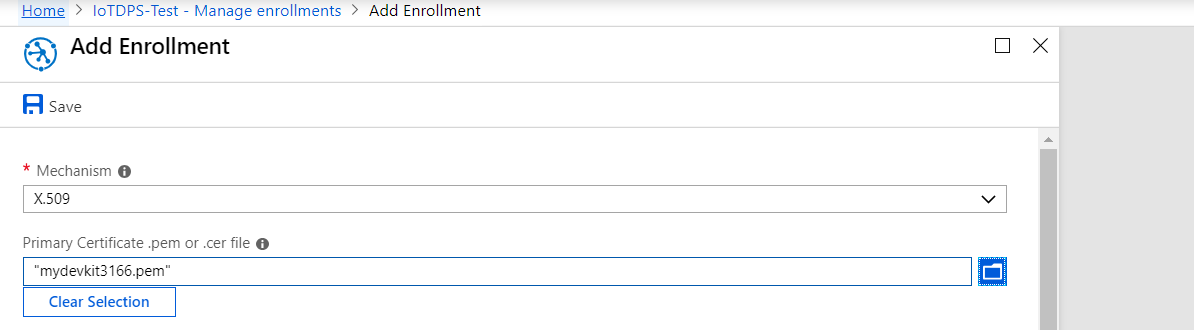 Home > IoTDPS-Test - Manage enrollments > Add Enrollment
Add Enrollment
Save
* Mechanism
X.509
Primary Certificate .pem or .cer file
"mydevkit3166.pem"
Clear Selection